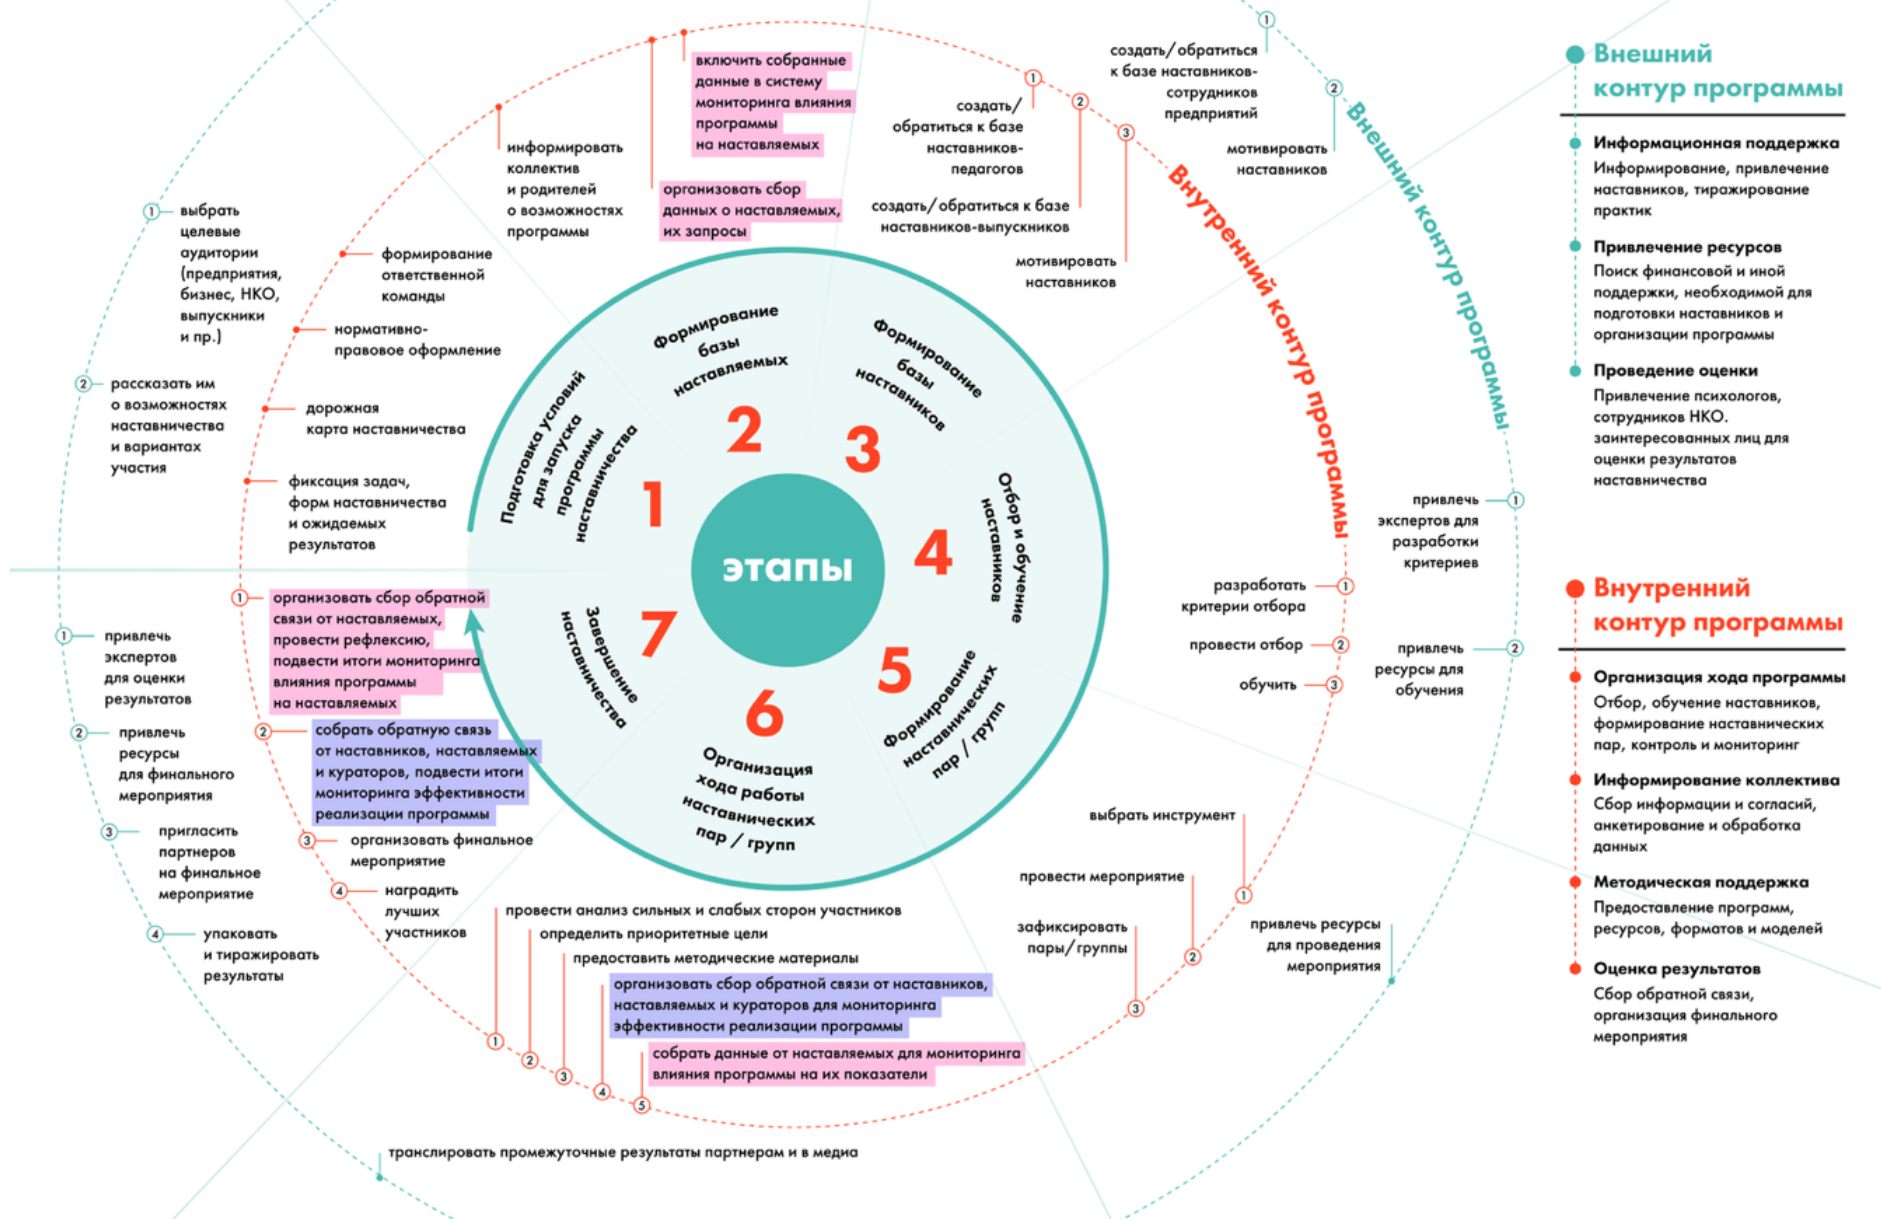 включить собранные
данные в систему
мониторинга влияния
программы
на наставляемых
организовать сбор
данных о наставляемых,
их запросы
информировать
коллектив
и родителей
о возможностях
программы
формирование
ответственной
команды
нормативно-
правовое оформление
дорожная
карта наставничества
фиксация задач,
форм наставничества
и ожидаемых
результатов
1
выбрать
целевые
аудитории
(предприятия,
бизнес, НКО,
выпускники
и пр.)
2
рассказать им
о возможностях
наставничества
и вариантах
участия
1
создать/
обратиться к базе
наставников-
педагогов
2
создать/обратиться к базе
наставников-выпускников
3
мотивировать
наставников
1
создать/обратиться
к базе наставников-
сотрудников
предприятий
2
мотивировать
наставников
Внутренний контур программы
Внешний контур программы
этапы
1
Подготовка условий
для запуска
программы
наставничества
2
Формирование
базы
наставляемых
3
Формирование
базы
наставников
4
Отбор и обучение
наставников
5
Формирование
наставнических
пар / групп
6
Организация
хода работы
наставнических
пар / групп
7
Завершение
наставничества
1
привлечь
экспертов для
разработки
критериев
2
привлечь
ресурсы для
обучения
1
разработать
критерии отбора
2
провести отбор
3
обучить
1
выбрать инструмент
2
провести мероприятие
3
зафиксировать
пары/группы
привлечь ресурсы
для проведения
мероприятия
1
организовать сбор обратной
связи от наставляемых,
провести рефлексию,
подвести итоги мониторинга
влияния программы
на наставляемых
2
собрать обратную связь
от наставников, наставляемых
и кураторов, подвести итоги
мониторинга эффективности
реализации программы
3
организовать финальное
мероприятие
4
наградить
лучших
участников
1
привлечь
экспертов
для оценки
результатов
2
привлечь
ресурсы
для финального
мероприятия
3
пригласить
партнеров
на финальное
мероприятие
4
упаковать
и тиражировать
результаты
провести анализ сильных и слабых сторон участников
определить приоритетные цели
предоставить методические материалы
организовать сбор обратной связи от наставников,
наставляемых и кураторов для мониторинга
эффективности реализации программы
собрать данные от наставляемых для мониторинга
влияния программы на их показатели
1
2
3
4
5
транслировать промежуточные результаты партнерам и в медиа
Внешний
контур программы
Информационная поддержка
Информирование, привлечение
наставников, тиражирование
практик
Привлечение ресурсов
Поиск финансовой и иной
поддержки, необходимой для
подготовки наставников и
организации программы
Проведение оценки
Привлечение психологов,
сотрудников НКО.
заинтересованных лиц для
оценки результатов
наставничества
Внутренний
контур программы
Организация хода программы
Отбор, обучение наставников,
формирование наставнических
пар, контроль и мониторинг
Информирование коллектива
Сбор информации и согласий,
анкетирование и обработка
данных
Методическая поддержка
Предоставление программ,
ресурсов, форматов и моделей
Оценка результатов
Сбор обратной связи,
организация финального
мероприятия